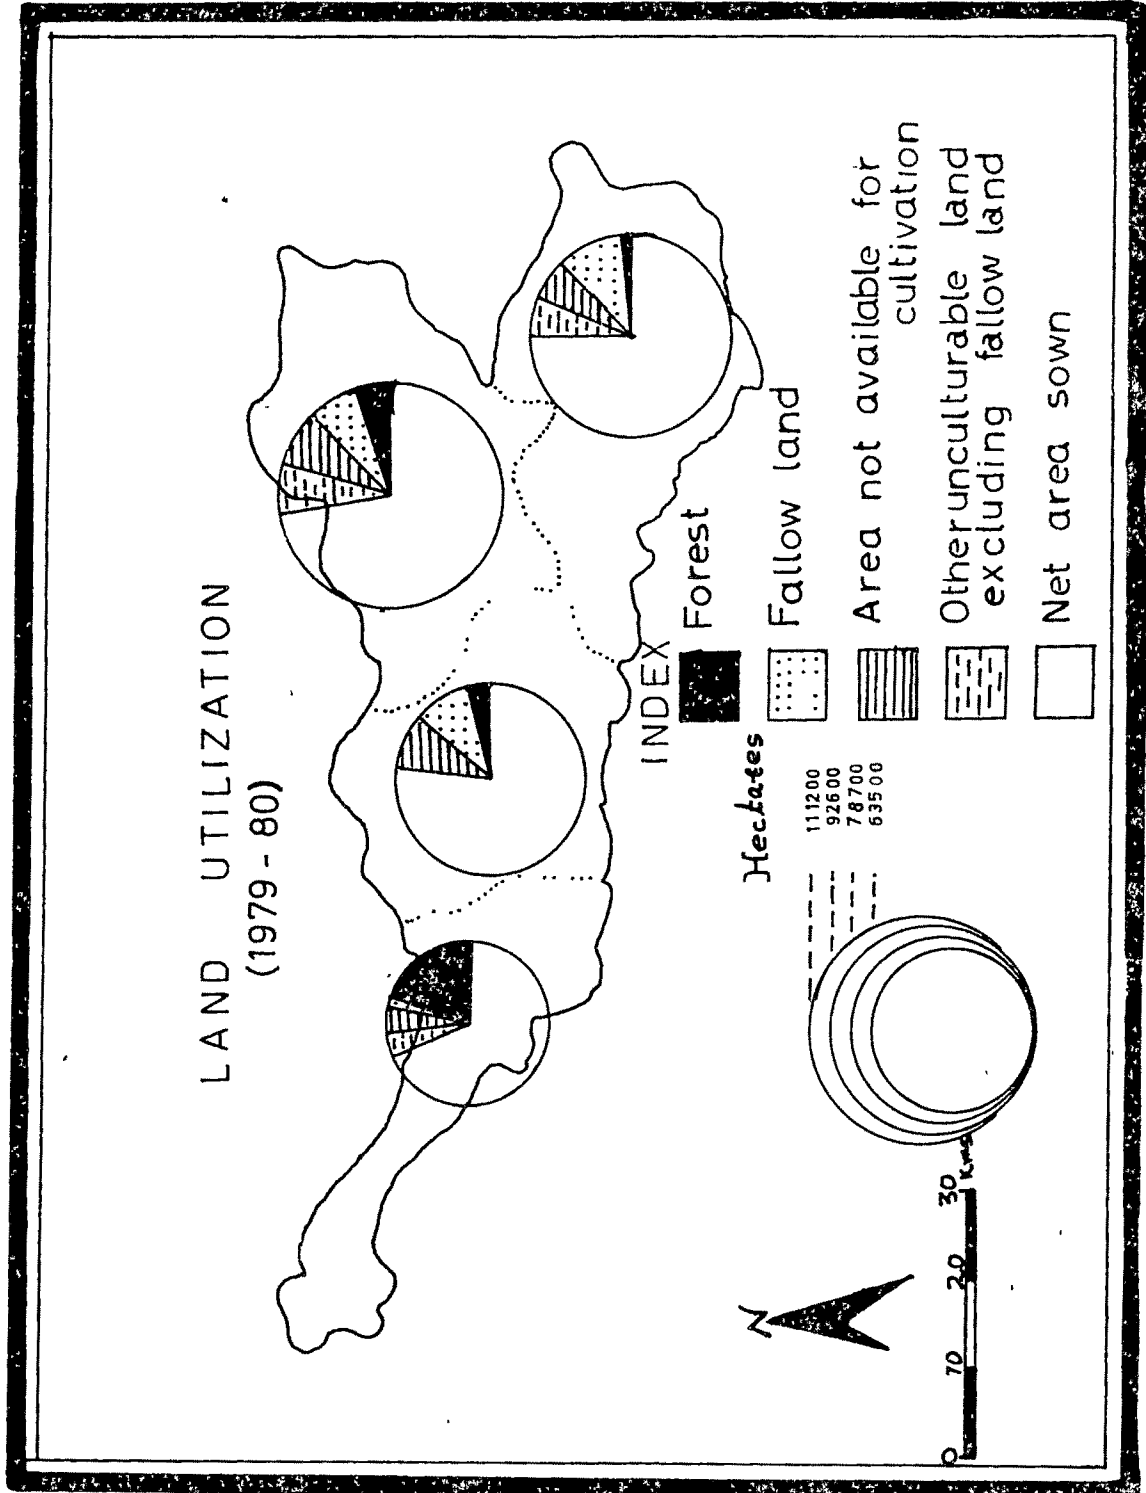 LAND UTILIZATION
(1979 - 80)
INDEX
Forest
Fallow land
Area not available for
cultivation
Other unculturable land
excluding fallow land
Net area sown
Hectates
111200
92600
78700
63500
N
0 10 20 30
Kms